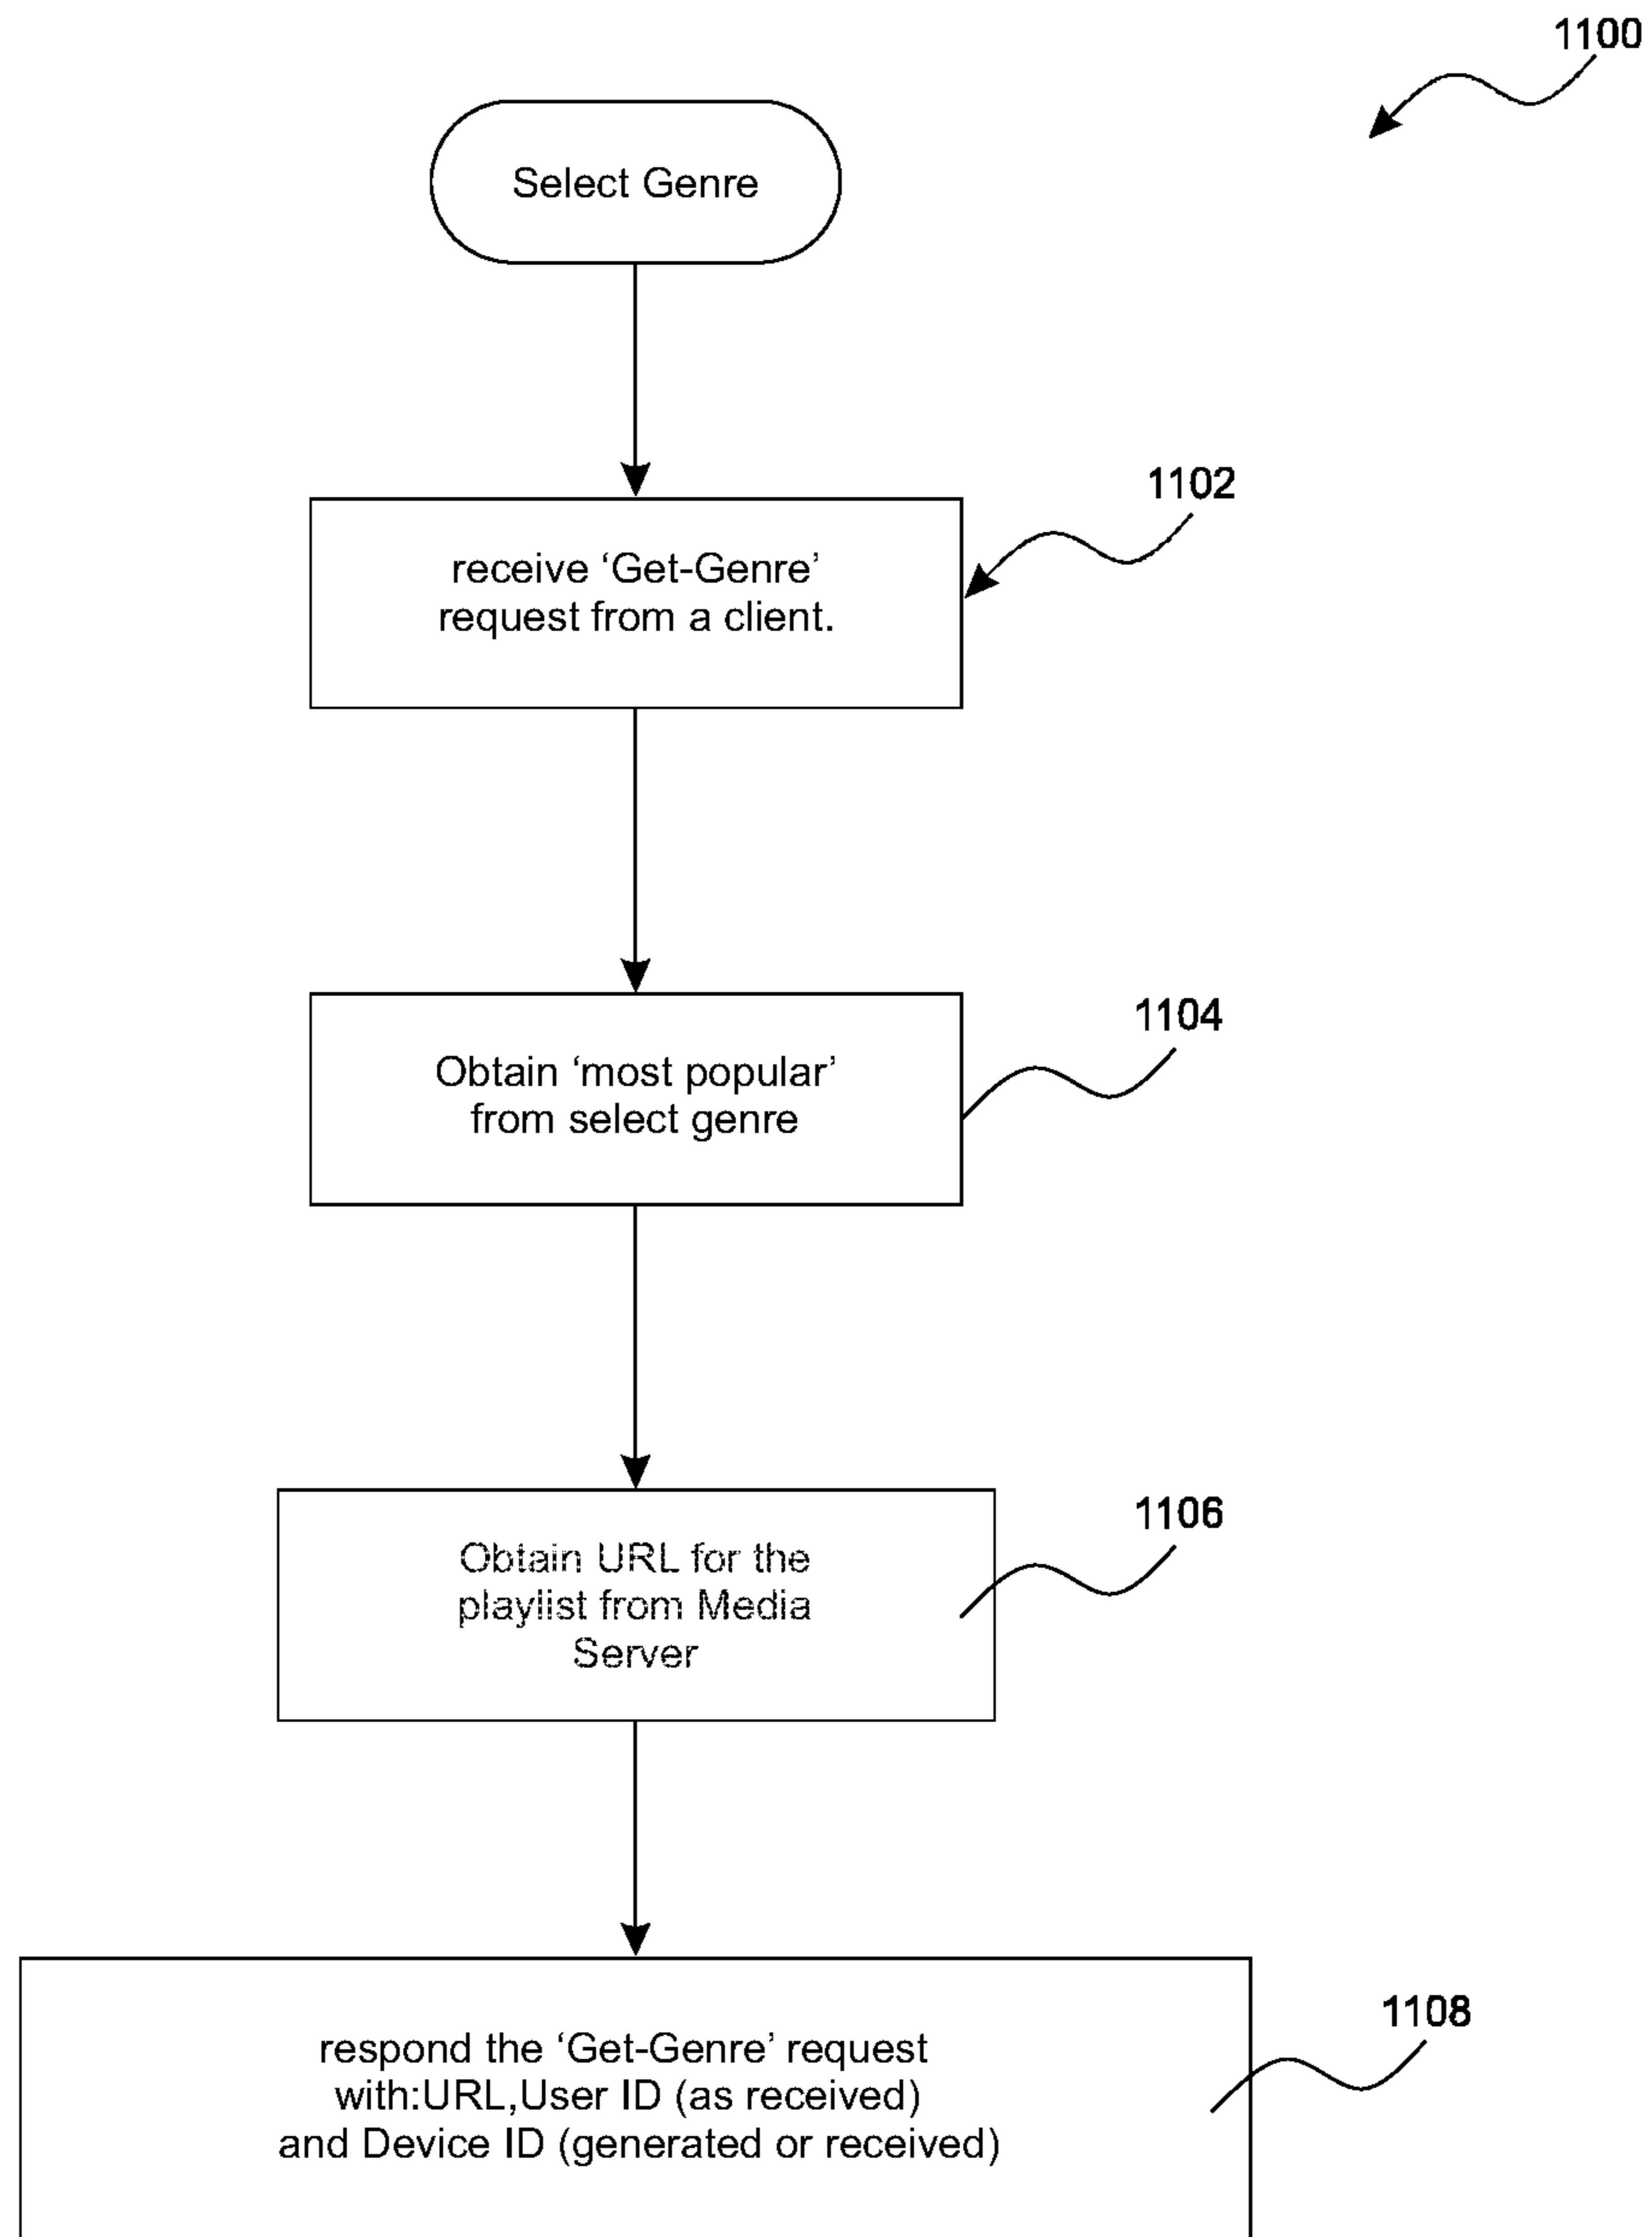 1100
Select Genre
1102
receive ‘Get-Genre’
request from a client.
1104
Obtain ‘most popular’
from select genre
1106
Obtain URL for the
playlist from Media
Server
1108
respond the ‘Get-Genre’ request
with:URL,User ID (as received)
and Device ID (generated or received)